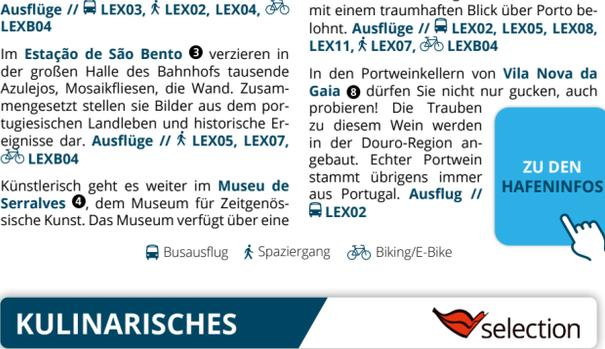 Ausflüge // LEX03, LEX02, LEX04,
LEXB04
Im Estação de São Bento 3 verzieren in
der großen Halle des Bahnhofs tausende
Azulejos, Mosaikfliesen, die Wand. Zusam-
mengesetzt stellen sie Bilder aus dem por-
tugiesischen Landleben und historische Er-
eignisse dar. Ausflüge // LEX05, LEX07,
LEXB04
Künstlerisch geht es weiter im Museu de
Serralves 4, dem Museum für Zeitgenös-
sische Kunst. Das Museum verfügt über eine
mit einem traumhaften Blick über Porto be-
lohnt. Ausflüge // LEX02, LEX05, LEX08,
LEX11, LEX07, LEXB04
In den Portweinkellern von Vila Nova da
Gaia 8 dürfen Sie nicht nur gucken, auch
probieren! Die Trauben
zu diesem Wein werden
in der Douro-Region an-
gebaut. Echter Portwein
stammt übrigens immer
aus Portugal. Ausflug //
LEX02
ZU DEN
HAFENINFOS
Busausflug Spaziergang Biking/E-Bike
KULINARISCHES
selection